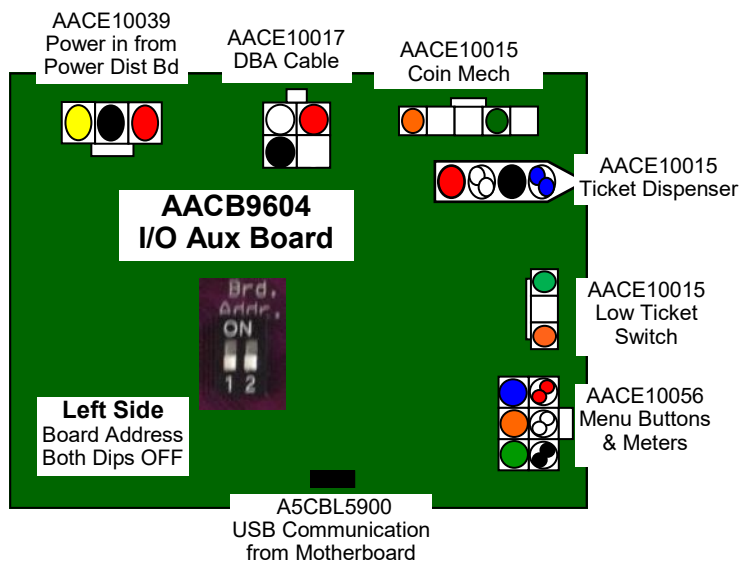 AACE10039
Power in from
Power Dist Bd
AACE10017
DBA Cable
AACE10015
Coin Mech
AACE10015
Ticket Dispenser
AACB9604
I/O Aux Board
Brd.
Addr.
ON
1 2
AACE10015
Low Ticket
Switch
Left Side
Board Address
Both Dips OFF
AACE10056
Menu Buttons
& Meters
A5CBL5900
USB Communication
from Motherboard